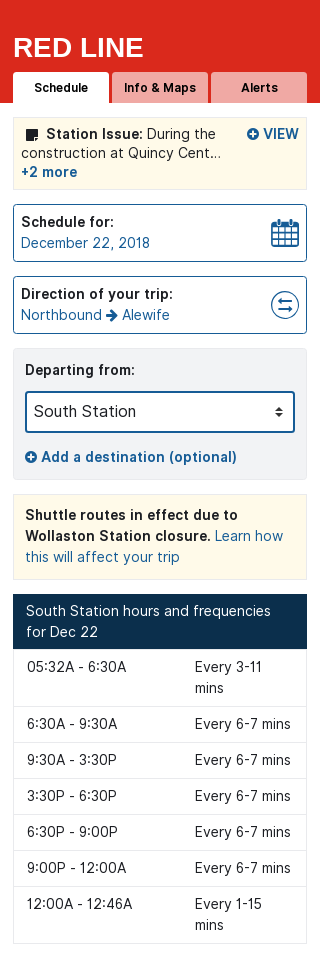 RED LINE
Schedule
Info & Maps
Alerts
Station Issue: During the
construction at Quincy Cent...
+2 more
VIEW
Schedule for:
December 22, 2018
Direction of your trip:
Northbound → Alewife
Departing from:
South Station
Add a destination (optional)
Shuttle routes in effect due to
Wollaston Station closure. Learn how
this will affect your trip
South Station hours and frequencies
for Dec 22
05:32A - 6:30A Every 3-11
mins
6:30A - 9:30A Every 6-7 mins
9:30A - 3:30P Every 6-7 mins
3:30P - 6:30P Every 6-7 mins
6:30P - 9:00P Every 6-7 mins
9:00P - 12:00A Every 6-7 mins
12:00A - 12:46A Every 1-15
mins